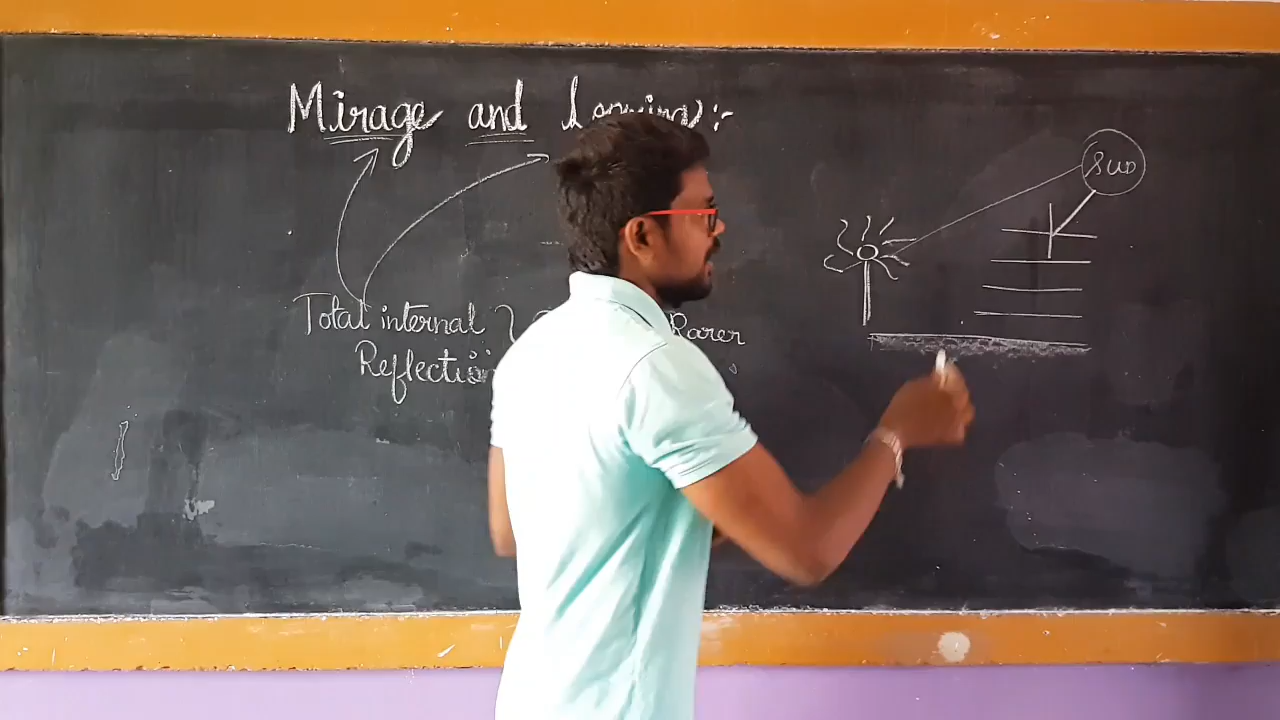 Mirage and
Sun
Total internal
Rarer
Reflection